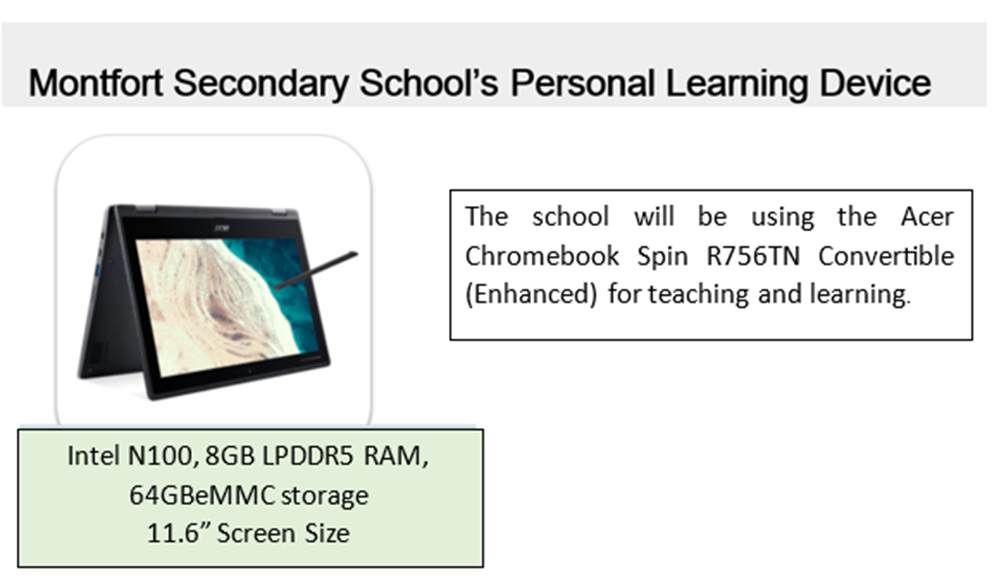 Montfort Secondary School's Personal Learning Device
acer
The school will be using the Acer
Chromebook Spin R756TN Convertible
(Enhanced) for teaching and learning.
Intel N100, 8GB LPDDR5 RAM,
64GBeMMC storage
11.6” Screen Size